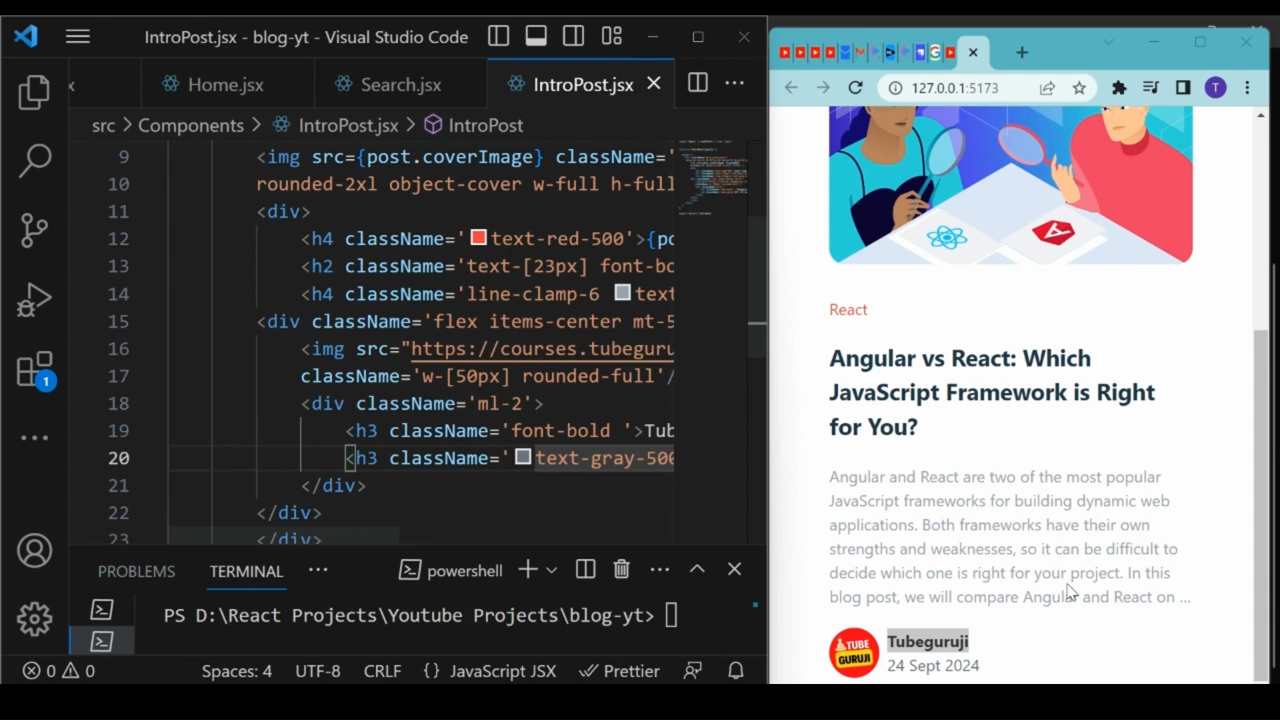 IntroPost.jsx - blog-yt - Visual Studio Code
x
Home.jsx
Search.jsx
IntroPost.jsx
src > Components > IntroPost.jsx > IntroPost
9 <img src={post.coverImage} className='
10 rounded-2xl object-cover w-full h-full
11 <div>
12 <h4 className='text-red-500'>{po
13 <h2 className='text-[23px] font-bo
14 <h4 className='line-clamp-6 text
15 <div className='flex items-center mt-5
16 <img src="https://courses.tubeguru
17 className='w-[50px] rounded-full'/
18 <div className='ml-2'>
19 <h3 className='font-bold '>Tub
20 <h3 className='text-gray-500
21 </div>
22 </div>
23 </div>
1
PROBLEMS TERMINAL ...
powershell
PS D:\React Projects\Youtube Projects\blog-yt>
0 0
Spaces: 4 UTF-8 CRLF {} JavaScript JSX Prettier
127.0.0.1:5173
T
A
React
Angular vs React: Which
JavaScript Framework is Right
for You?
Angular and React are two of the most popular
JavaScript frameworks for building dynamic web
applications. Both frameworks have their own
strengths and weaknesses, so it can be difficult to
decide which one is right for your project. In this
blog post, we will compare Angular and React on ...
TUBE
GURUJI
Tubeguruji
24 Sept 2024